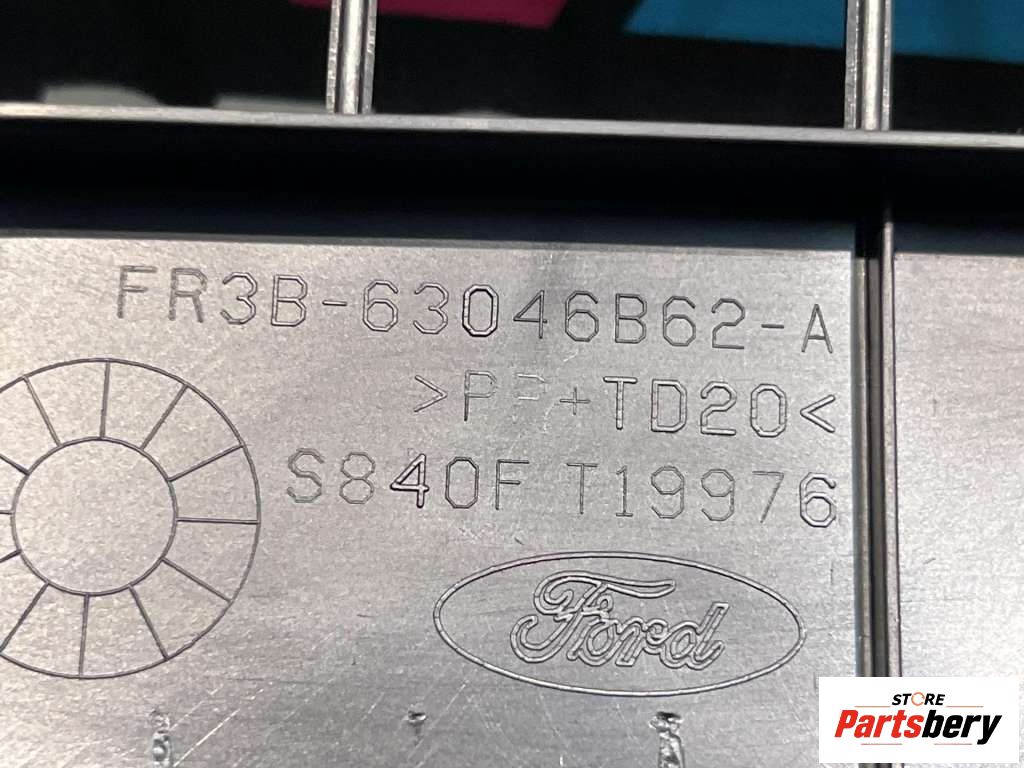 FR3B-63046B62-A
>PP+TD20<
S840F T19976
Ford
STORE
Partsbery